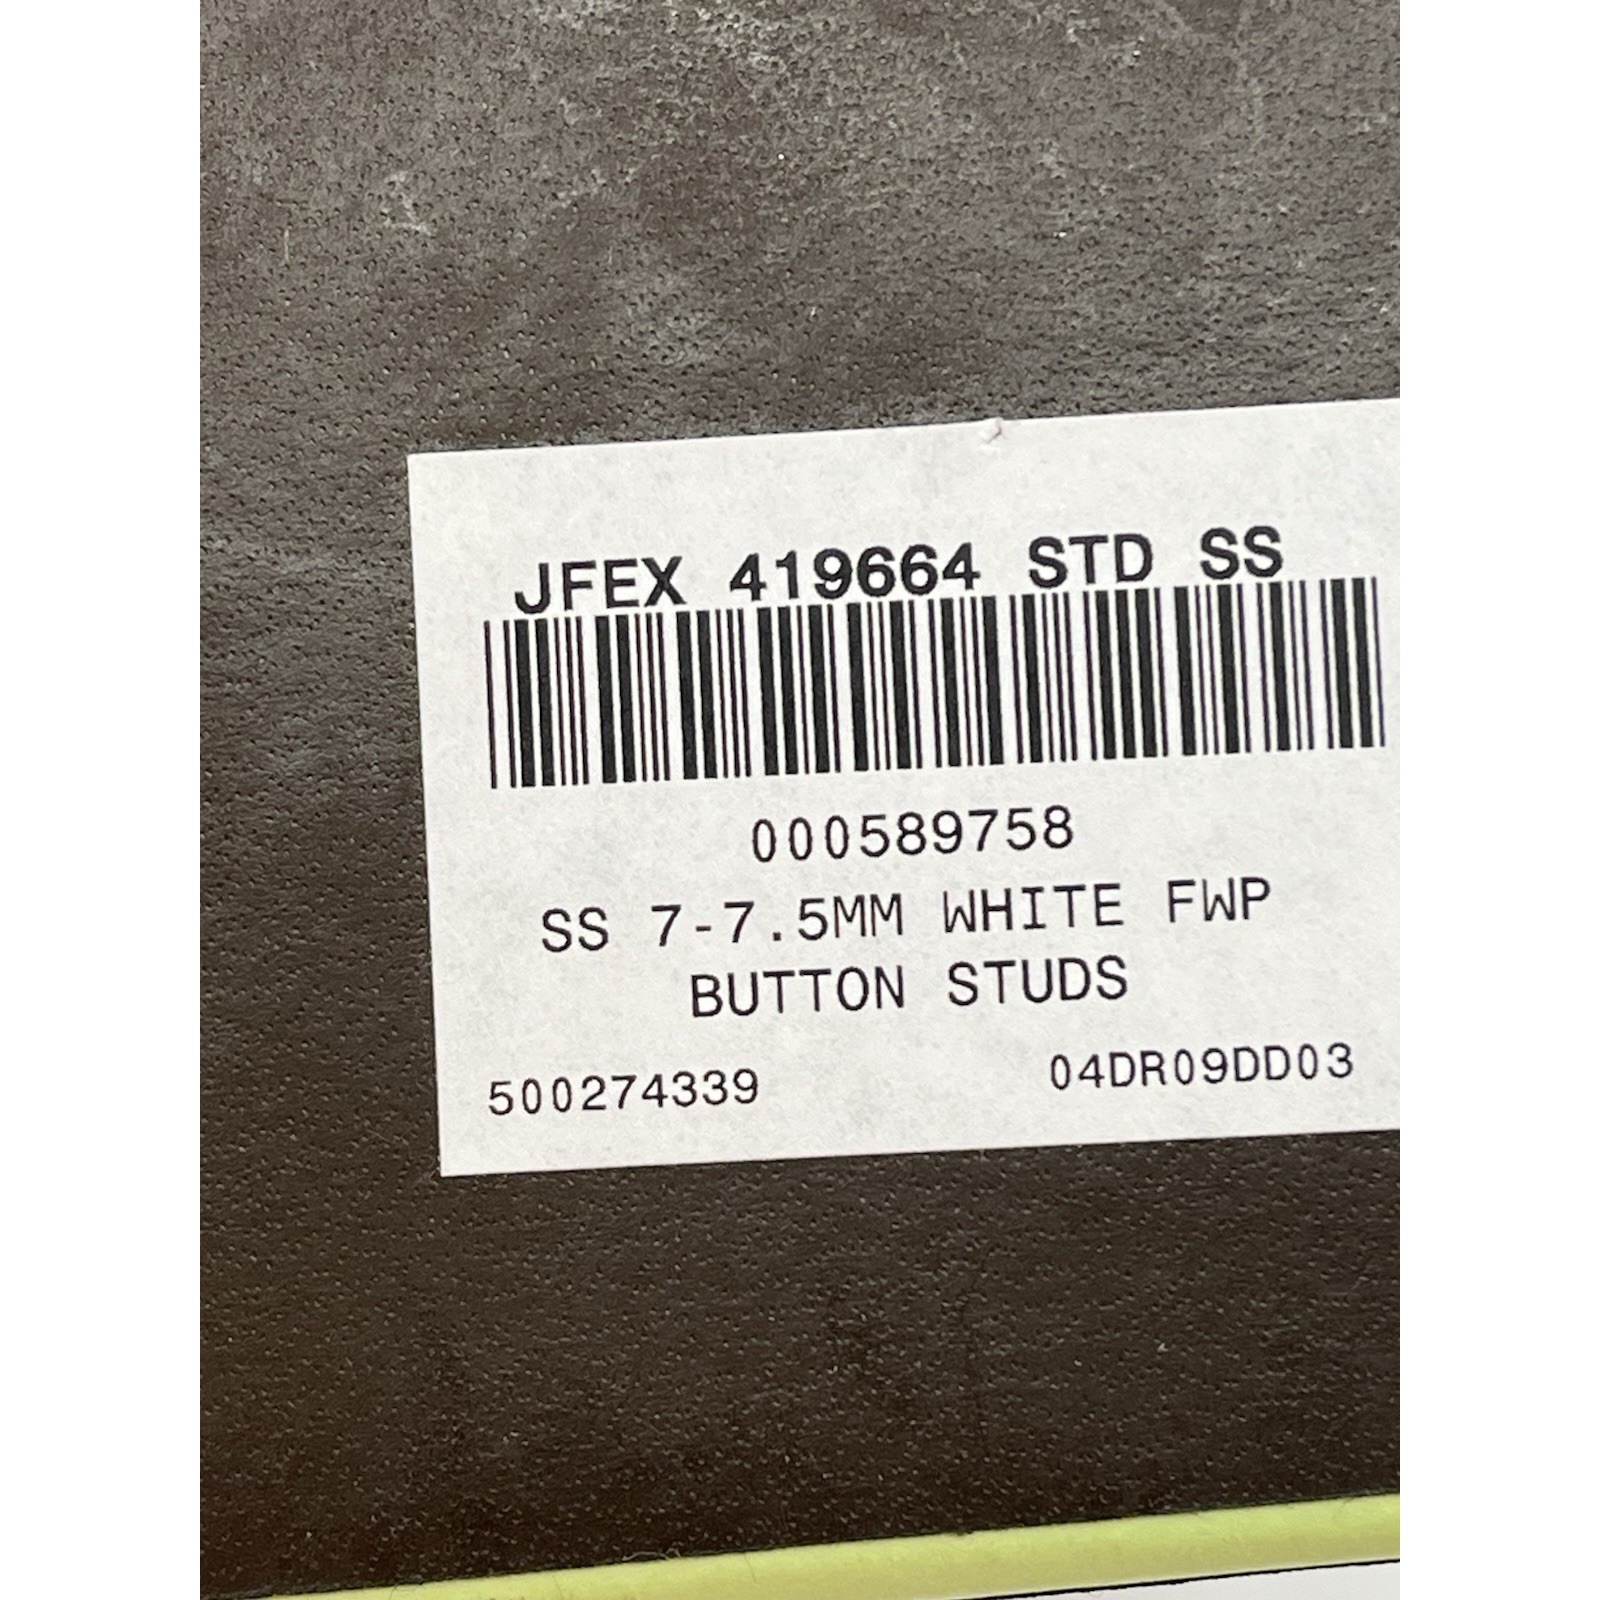 JFEX 419664 STD SS
000589758
SS 7-7.5MM WHITE FWP
BUTTON STUDS
500274339 04DR09DD03